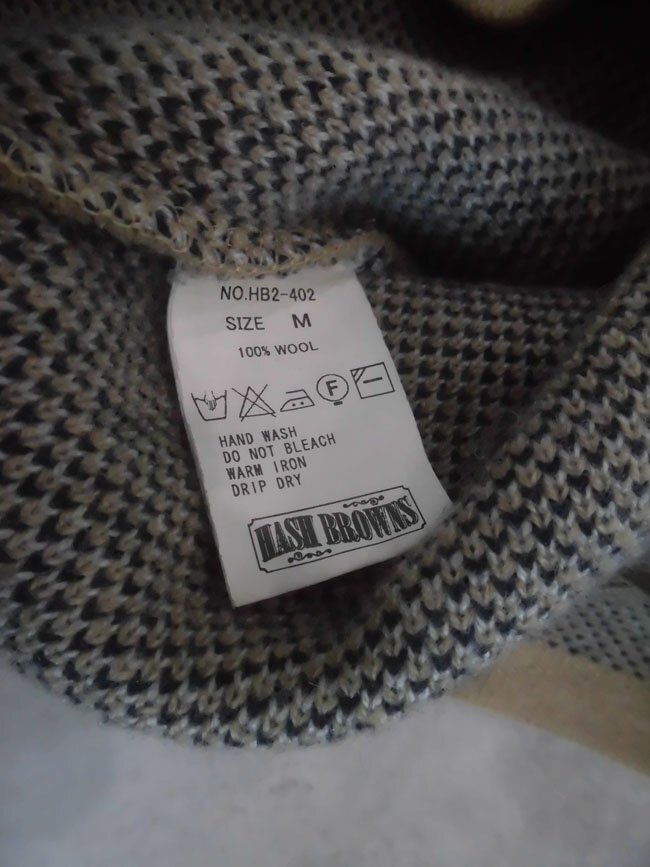 NO.HB2-402
SIZE M
100% WOOL
F
HAND WASH
DO NOT BLEACH
WARM IRON
DRIP DRY
HASH BROWNS